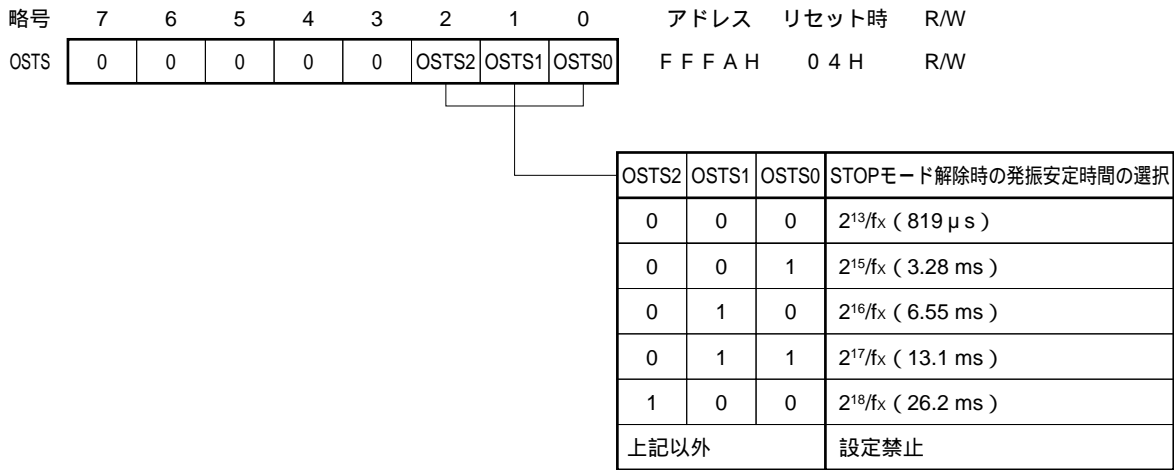 略号 7 6 5 4 3 2 1 0 アドレス リセット時 R/W
OSTS 0 0 0 0 0 OSTS2 OSTS1 OSTS0 FFFAH 04H R/W
OSTS2 OSTS1 OSTS0 STOPモード解除時の発振安定時間の選択
0 0 0 2¹³/fx（819 μs）
0 0 1 2¹⁵/fx（3.28 ms）
0 1 0 2¹⁶/fx（6.55 ms）
0 1 1 2¹⁷/fx（13.1 ms）
1 0 0 2¹⁸/fx（26.2 ms）
上記以外 設定禁止